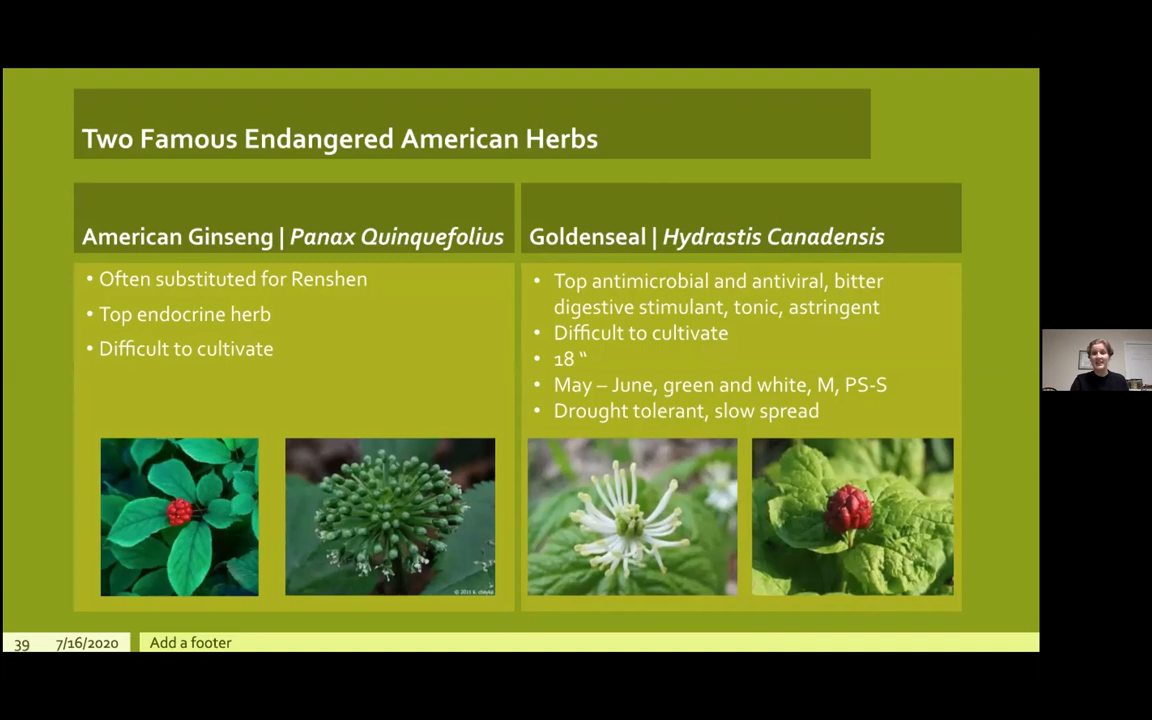 Two Famous Endangered American Herbs
American Ginseng | Panax Quinquefolius
• Often substituted for Renshen
• Top endocrine herb
• Difficult to cultivate
Goldenseal | Hydrastis Canadensis
• Top antimicrobial and antiviral, bitter
digestive stimulant, tonic, astringent
• Difficult to cultivate
• 18 “
• May – June, green and white, M, PS-S
• Drought tolerant, slow spread
39 7/16/2020 Add a footer